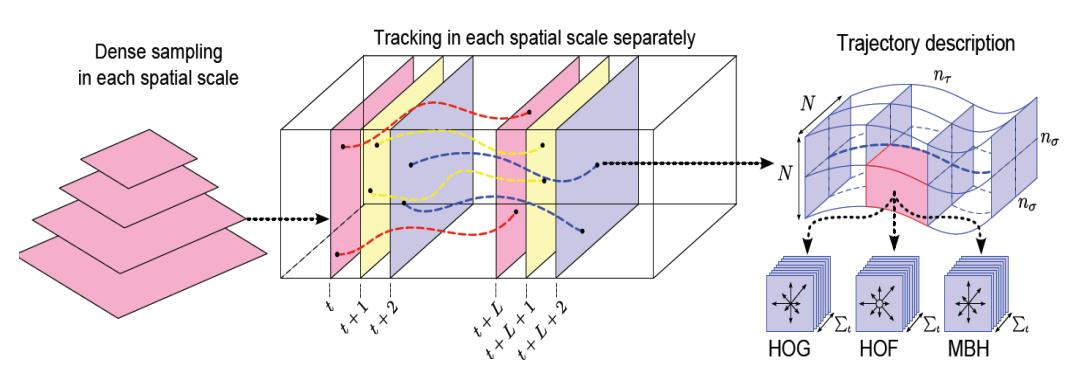 Dense sampling
in each spatial scale
Tracking in each spatial scale separately
Trajectory description
t
t+1
t+2
t+L
t+L+1
t+L+2
N
N
n_τ
n_σ
n_σ
Σ_t
Σ_t
Σ_t
HOG
HOF
MBH